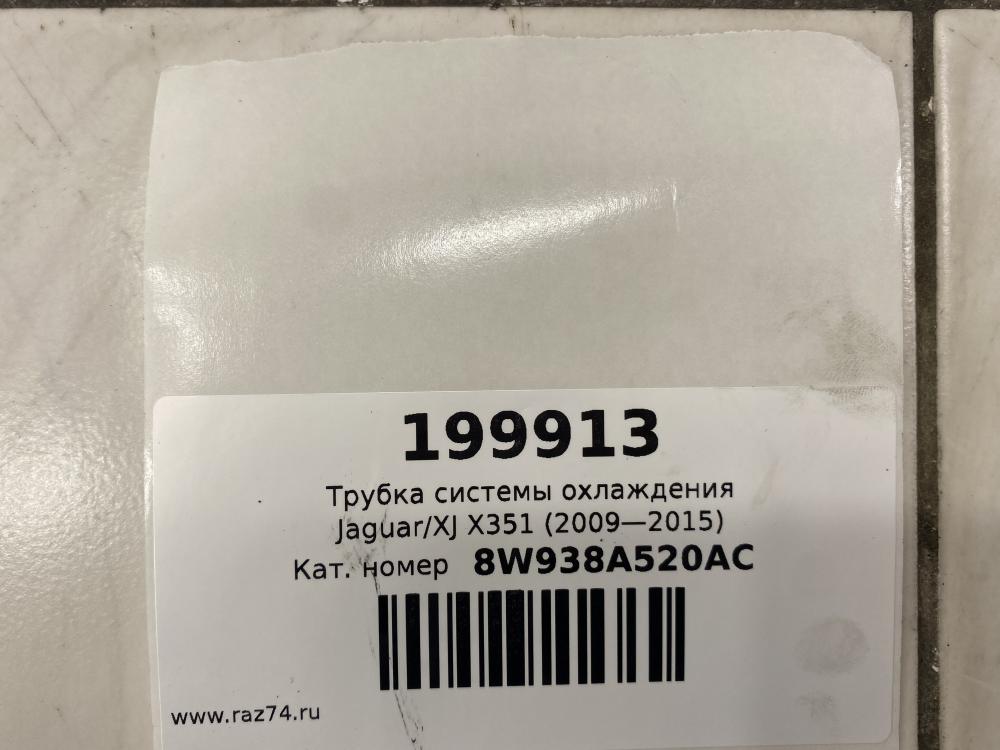 199913
Трубка системы охлаждения
Jaguar/XJ X351 (2009—2015)
Кат. номер 8W938A520AC
www.raz74.ru